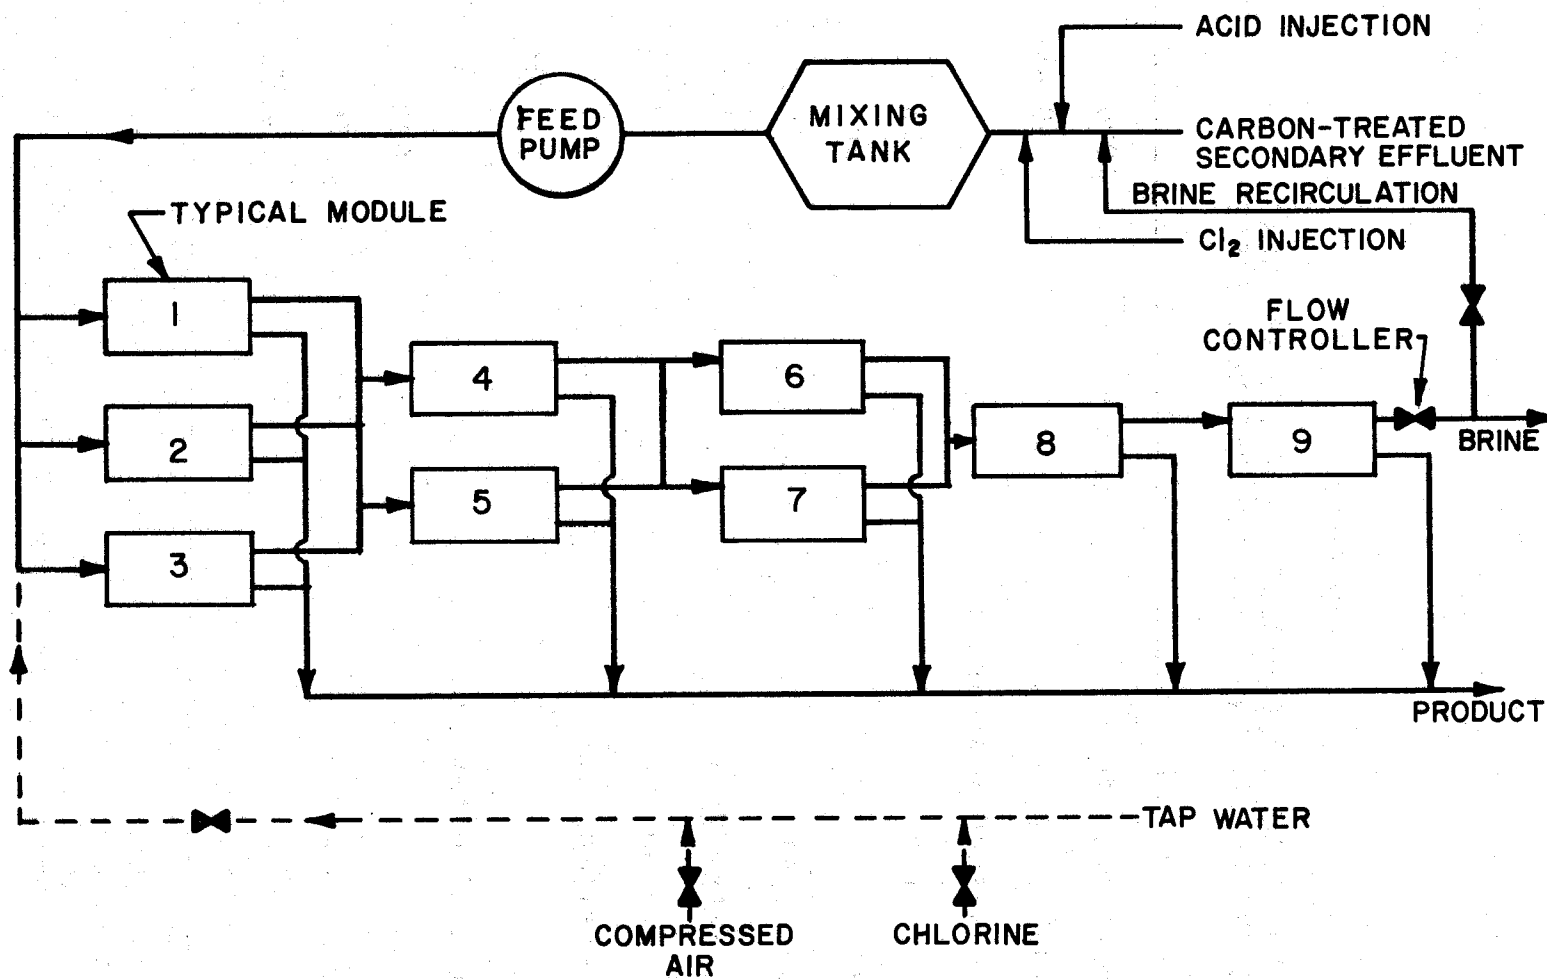 ACID INJECTION
FEED
PUMP
MIXING
TANK
CARBON-TREATED
SECONDARY EFFLUENT
BRINE RECIRCULATION
TYPICAL MODULE
Cl₂ INJECTION
1
FLOW
CONTROLLER
4
6
2
8
9
BRINE
5
7
3
PRODUCT
TAP WATER
COMPRESSED
AIR
CHLORINE